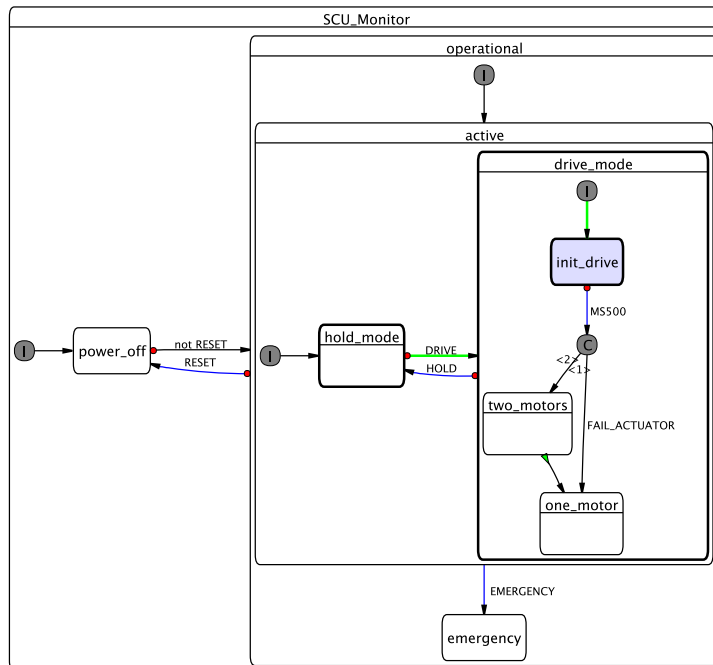 SCU_Monitor
operational
I
active
drive_mode
I
init_drive
MS500
I
power_off
not RESET
RESET
I
hold_mode
DRIVE
HOLD
C
<2>
<1>
two_motors
FAIL_ACTUATOR
one_motor
EMERGENCY
emergency